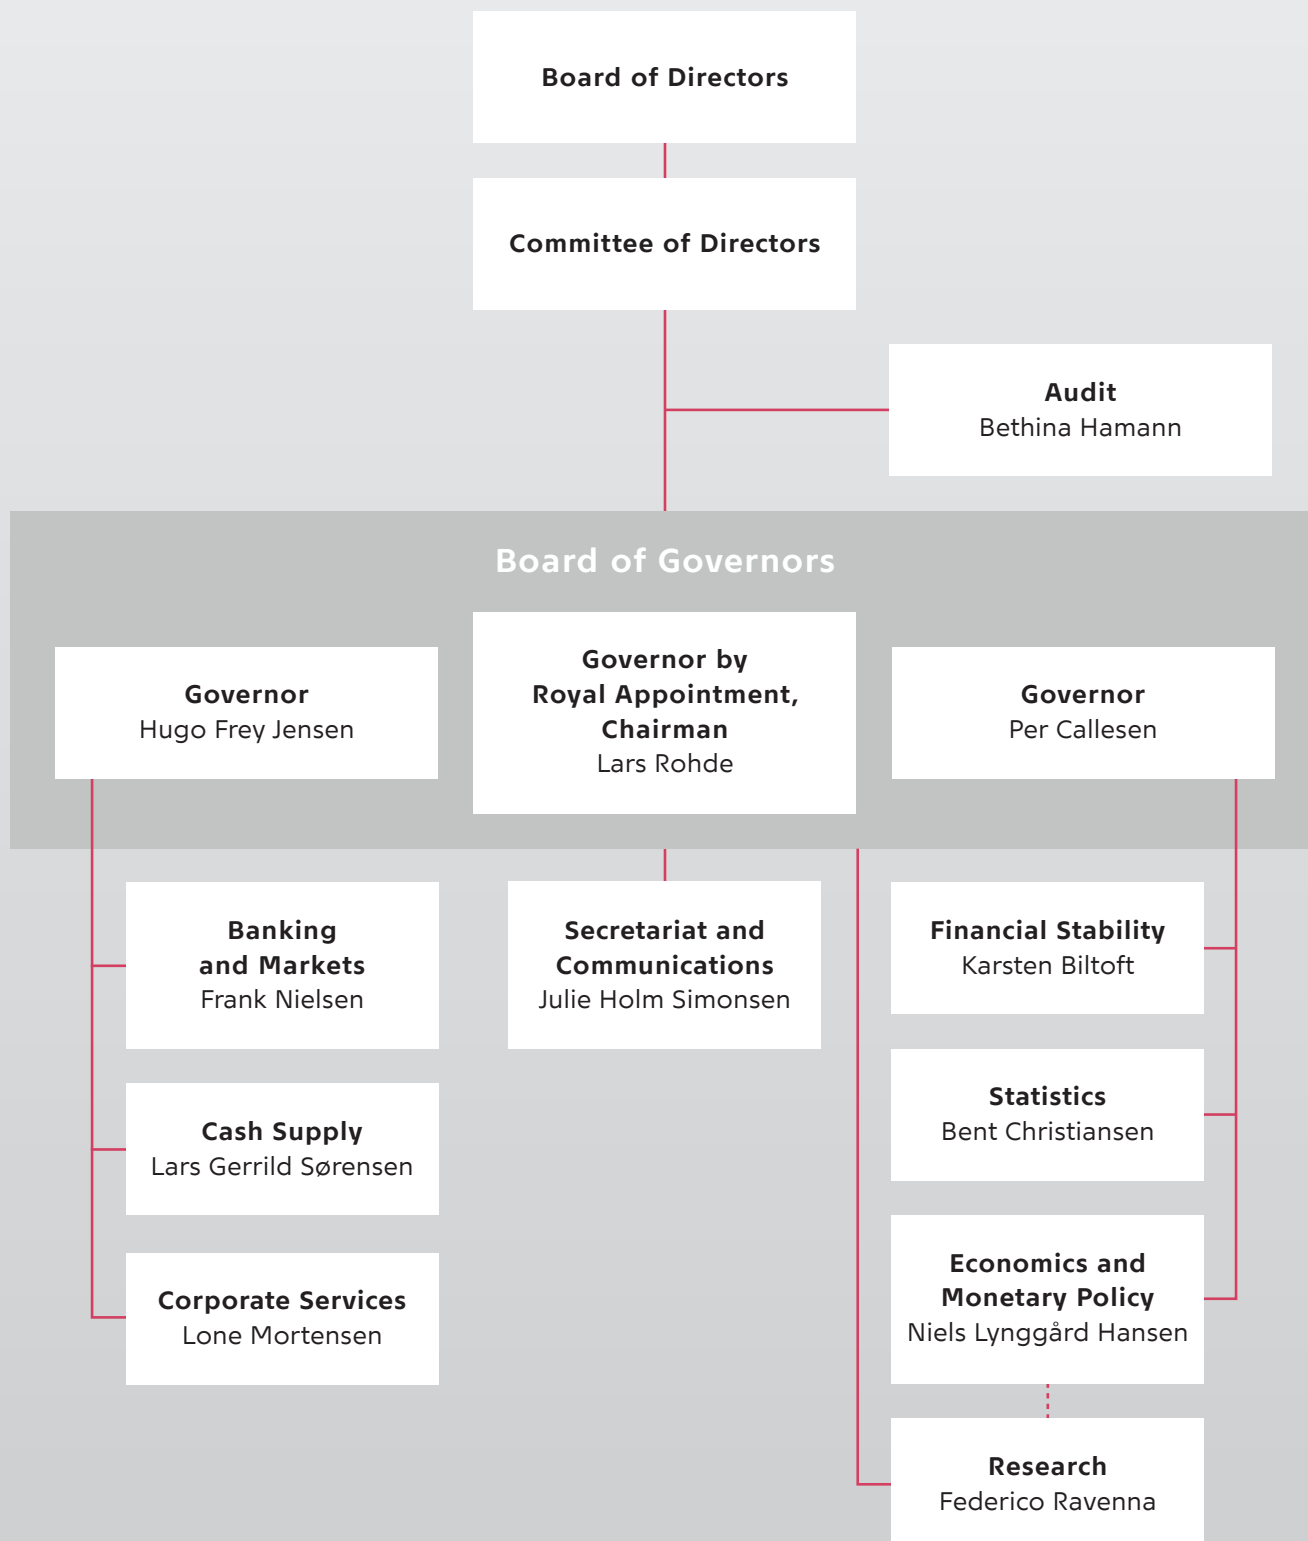 Board of Directors
Committee of Directors
Audit
Bethina Hamann
Board of Governors
Governor
Hugo Frey Jensen
Governor by
Royal Appointment,
Chairman
Lars Rohde
Governor
Per Callesen
Banking
and Markets
Frank Nielsen
Cash Supply
Lars Gerrild Sørensen
Corporate Services
Lone Mortensen
Secretariat and
Communications
Julie Holm Simonsen
Financial Stability
Karsten Biltoft
Statistics
Bent Christiansen
Economics and
Monetary Policy
Niels Lynggård Hansen
Research
Federico Ravenna